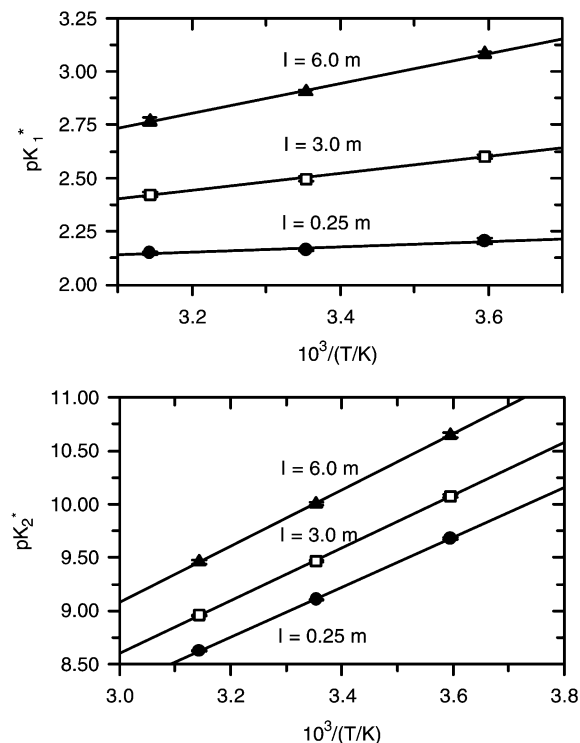 3.25
3.00
2.75
2.50
2.25
2.00
pK1*
I = 6.0 m
I = 3.0 m
I = 0.25 m
3.2 3.4 3.6
10³/(T/K)
11.00
10.50
10.00
9.50
9.00
8.50
pK2*
I = 6.0 m
I = 3.0 m
I = 0.25 m
3.0 3.2 3.4 3.6 3.8
10³/(T/K)